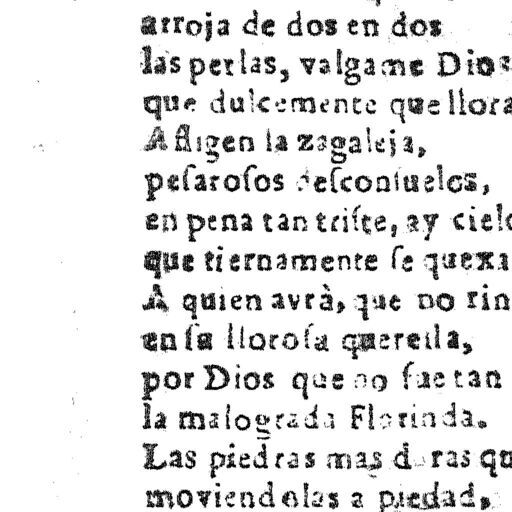 arroja de dos en dos
las perlas, valgame Dios
que dulcemente que llora
Afligen la zagaleja,
peſaroſos deſconſuelos,
en pena tan triſte, ay cielo
que tiernamente ſe quexa
A quien avrà, que no rin
en ſu lloroſa querella,
por Dios que no fue tan
la malograda Florinda.
Las piedras mas duras qu
moviendolas a piedad,